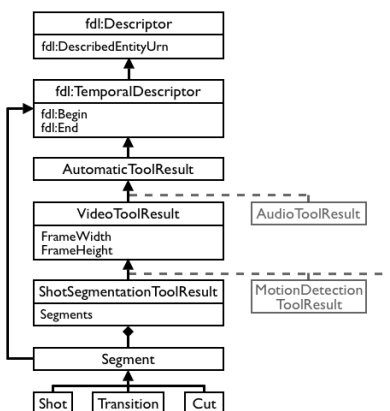 fdl:Descriptor
fdl:DescribedEntityUrn
fdl:TemporalDescriptor
fdl:Begin
fdl:End
AutomaticToolResult
VideoToolResult
FrameWidth
FrameHeight
AudioToolResult
ShotSegmentationToolResult
Segments
MotionDetection
ToolResult
Segment
Shot
Transition
Cut